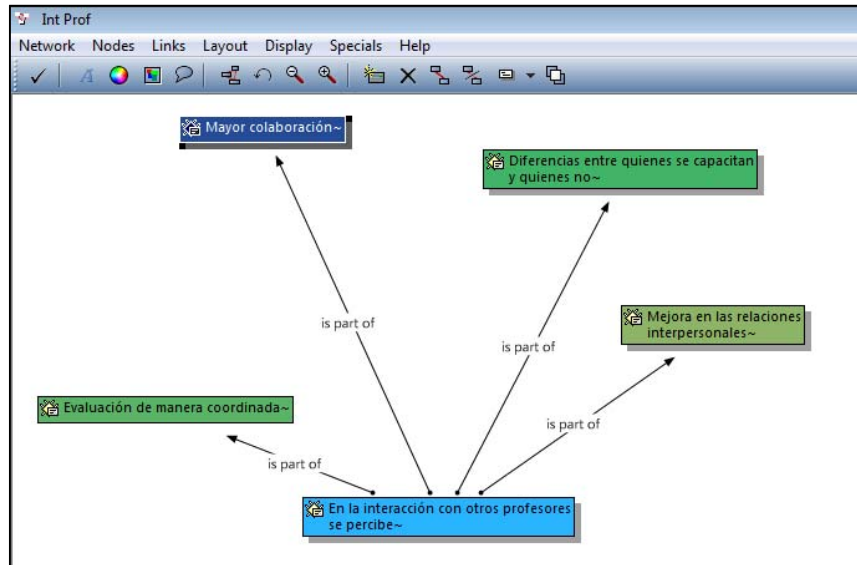 Int Prof
Network Nodes Links Layout Display Specials Help
A
Mayor colaboración~
Diferencias entre quienes se capacitan
y quienes no~
is part of
is part of
Mejora en las relaciones
interpersonales~
Evaluación de manera coordinada~
is part of
is part of
En la interacción con otros profesores
se percibe~